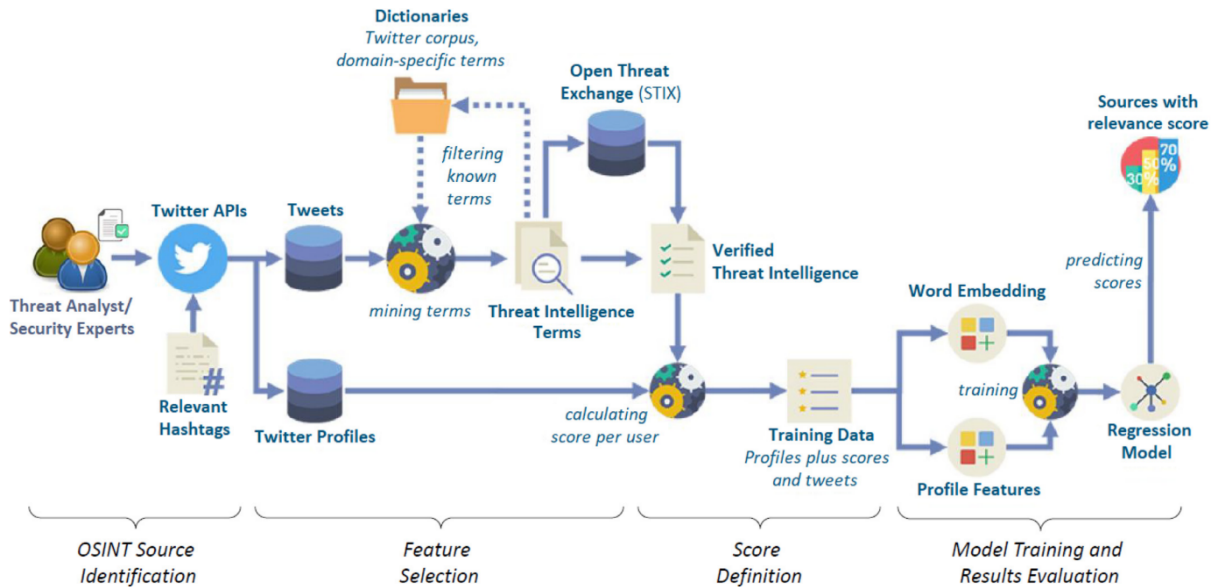 Dictionaries
Twitter corpus,
domain-specific terms
Open Threat
Exchange (STIX)
Sources with
relevance score
70
%
50
%
30%
filtering
known
terms
Twitter APIs
Tweets
Threat Analyst/
Security Experts
mining terms
Threat Intelligence
Terms
Verified
Threat Intelligence
predicting
scores
Word Embedding
#
Relevant
Hashtags
Twitter Profiles
calculating
score per user
Training Data
Profiles plus scores
and tweets
training
Regression
Model
Profile Features
OSINT Source
Identification
Feature
Selection
Score
Definition
Model Training and
Results Evaluation